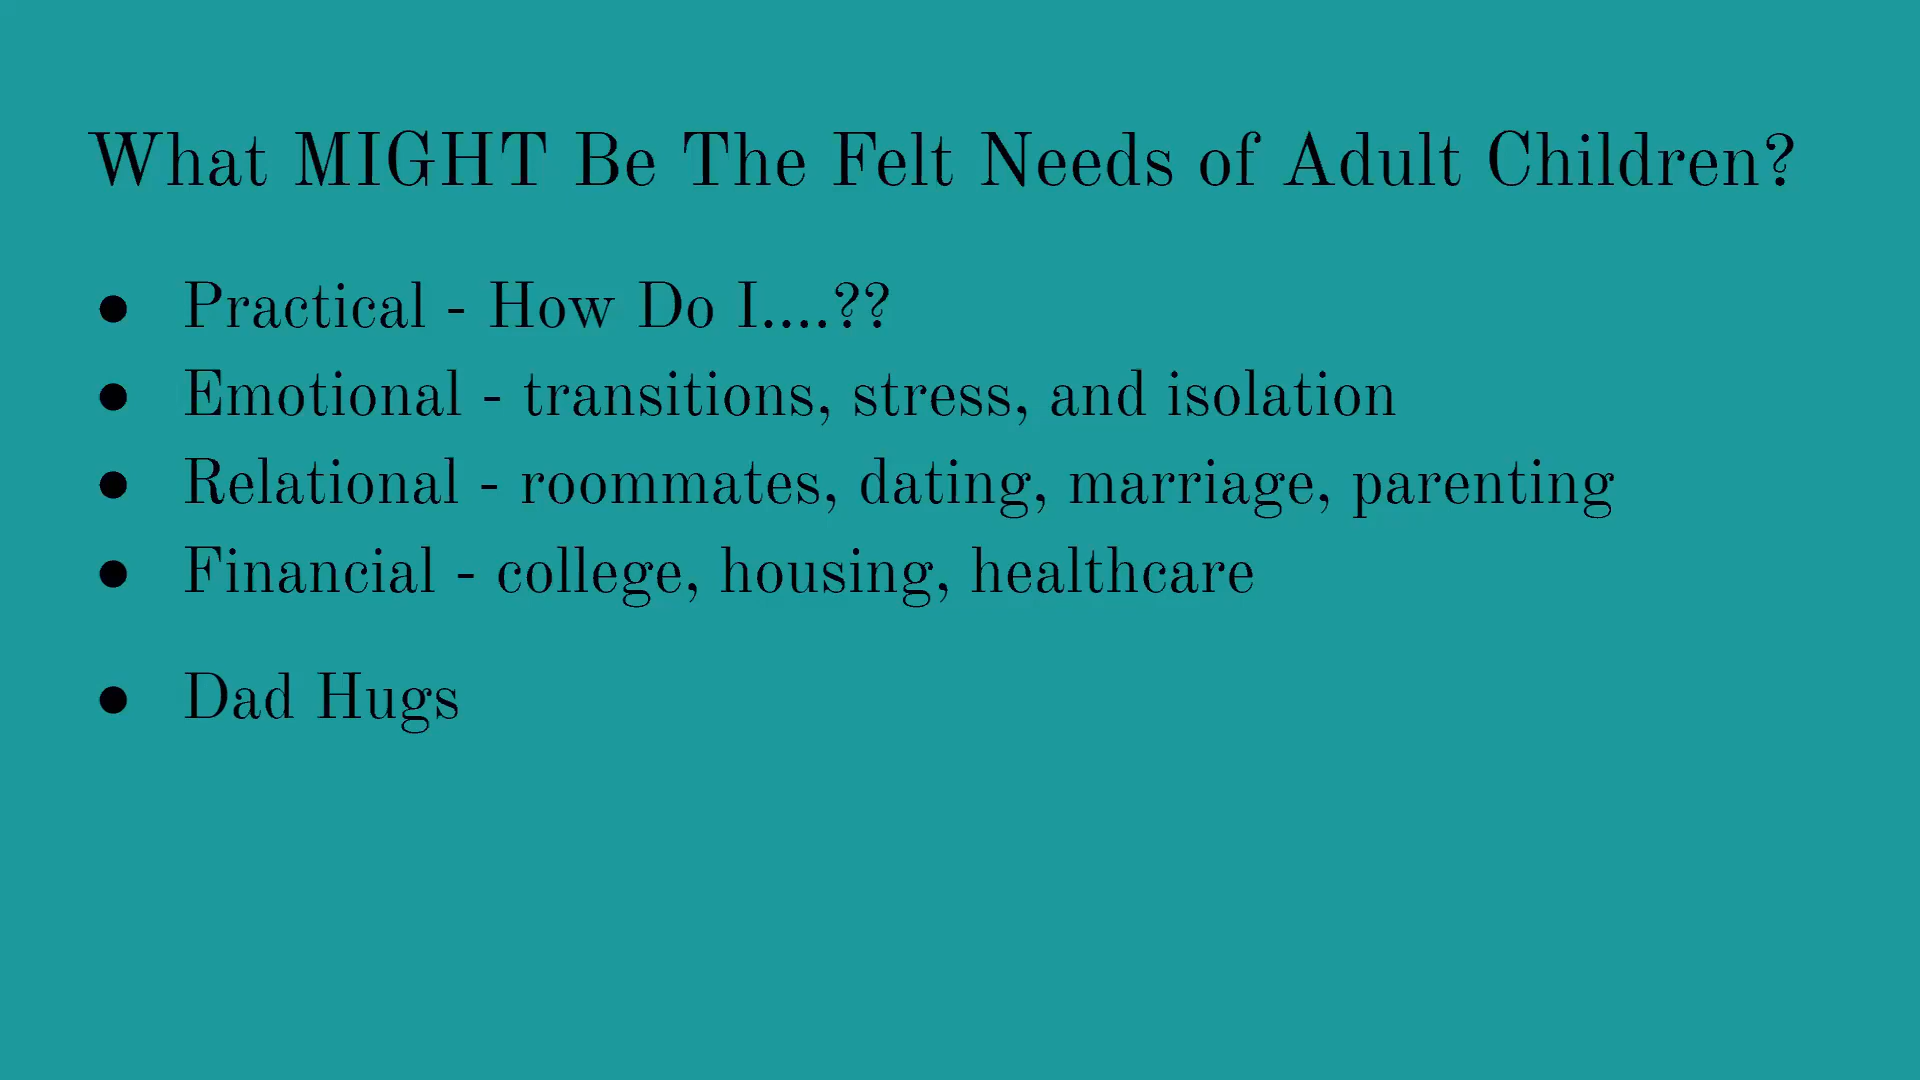 What MIGHT Be The Felt Needs of Adult Children?
● Practical - How Do I....??
● Emotional - transitions, stress, and isolation
● Relational - roommates, dating, marriage, parenting
● Financial - college, housing, healthcare
● Dad Hugs